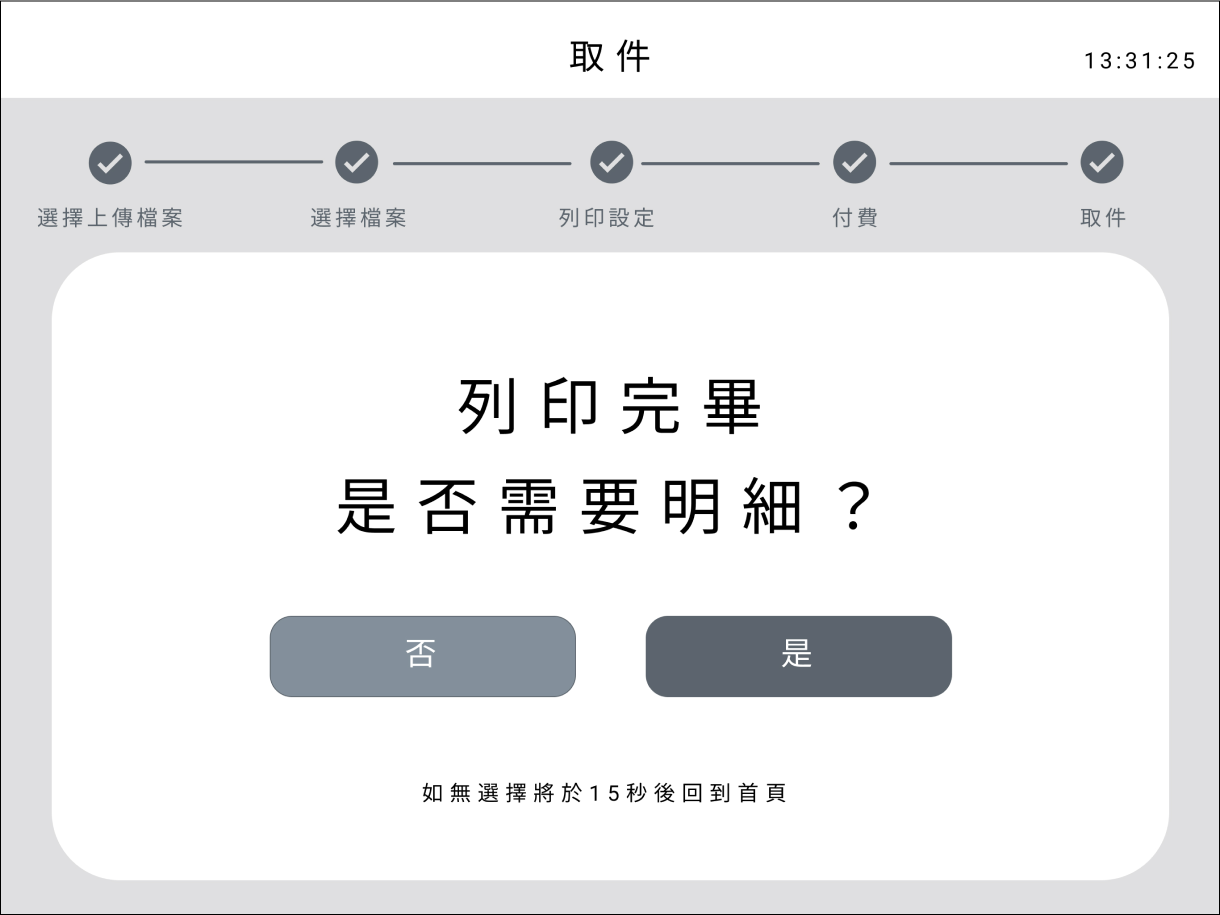 取件
13:31:25
選擇上傳檔案
選擇檔案
列印設定
付費
取件
列印完畢
是否需要明細？
否
是
如無選擇將於15秒後回到首頁